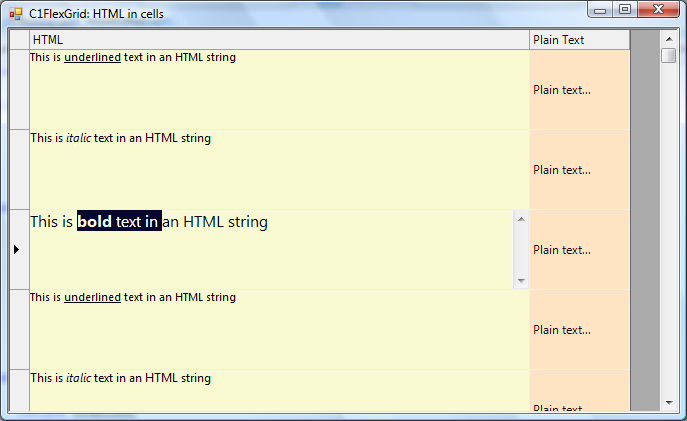 C1FlexGrid: HTML in cells
HTML Plain Text
This is underlined text in an HTML string
Plain text...
This is italic text in an HTML string
Plain text...
This is bold text in an HTML string
Plain text...
This is underlined text in an HTML string
Plain text...
This is italic text in an HTML string
Plain text...